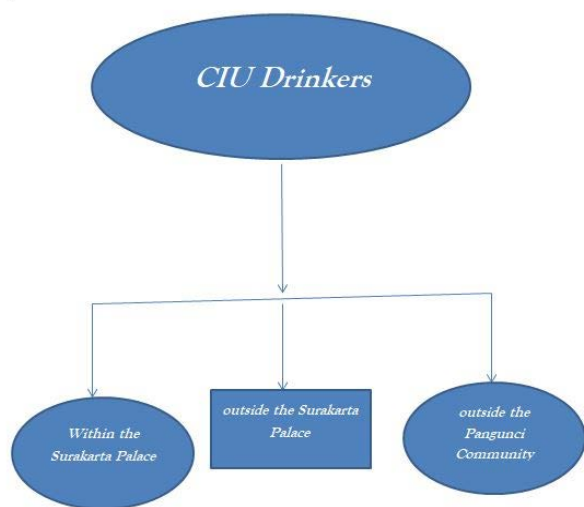 CIU Drinkers
Within the
Surakarta Palace
outside the Surakarta
Palace
outside the
Pangunci
Community